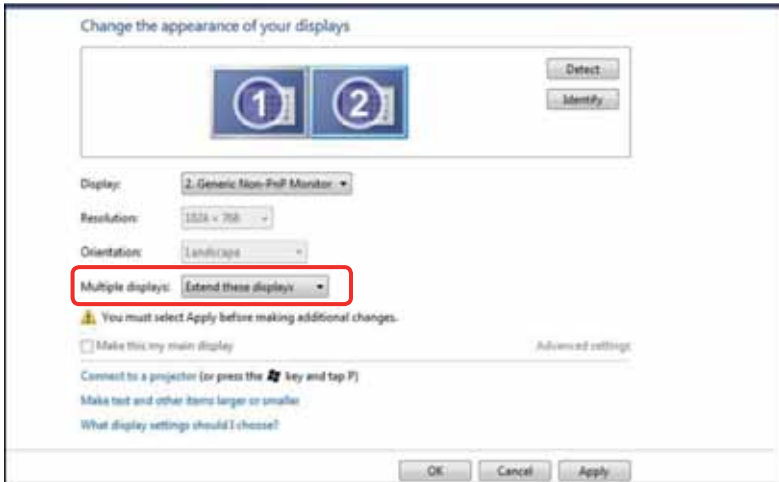 Change the appearance of your displays
1 2
Detect
Identify
Display: 2. Generic Non-PnP Monitor
Resolution: 1024 × 768
Orientation: Landscape
Multiple displays: Extend these displays
You must select Apply before making additional changes.
Make this my main display Advanced settings
Connect to a projector (or press the key and tap P)
Make text and other items larger or smaller
What display settings should I choose?
OK Cancel Apply